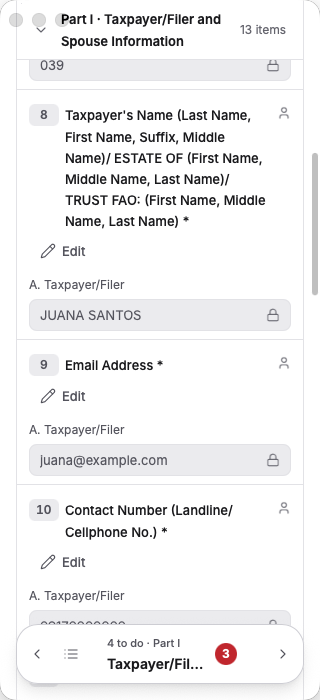 Part I · Taxpayer/Filer and
Spouse Information
13 items
039
8
Taxpayer's Name (Last Name,
First Name, Suffix, Middle
Name)/ ESTATE OF (First Name,
Middle Name, Last Name)/
TRUST FAO: (First Name, Middle
Name, Last Name) *
Edit
A. Taxpayer/Filer
JUANA SANTOS
9
Email Address *
Edit
A. Taxpayer/Filer
juana@example.com
10
Contact Number (Landline/
Cellphone No.) *
Edit
A. Taxpayer/Filer
4 to do · Part I
Taxpayer/Fil...
3